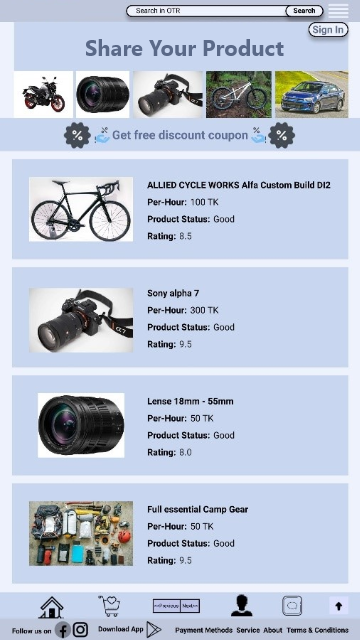 Search in OTR
Search
Sign In
Share Your Product
% Get free discount coupon %
ALLIED CYCLE WORKS Alfa Custom Build DI2
Per-Hour: 100 TK
Product Status: Good
Rating: 8.5
Sony alpha 7
Per-Hour: 300 TK
Product Status: Good
Rating: 9.5
Lense 18mm - 55mm
Per-Hour: 50 TK
Product Status: Good
Rating: 8.0
Full essential Camp Gear
Per-Hour: 50 TK
Product Status: Good
Rating: 9.5
<<Previous Next>>
Follow us on Download App Payment Methods Service About Terms & Conditions